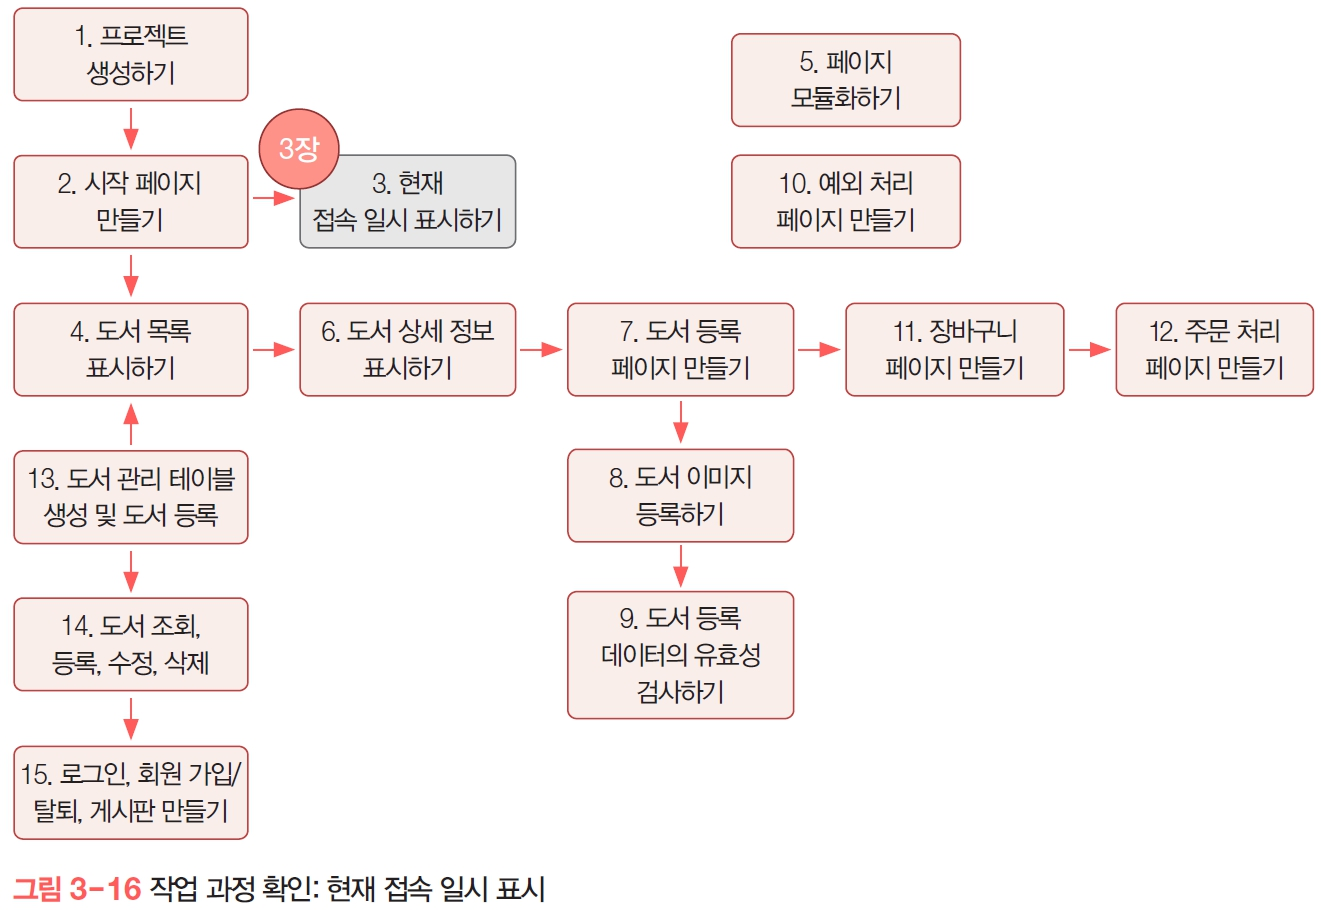 1. 프로젝트
생성하기
5. 페이지
모듈화하기
3장
2. 시작 페이지
만들기
3. 현재
접속 일시 표시하기
10. 예외 처리
페이지 만들기
4. 도서 목록
표시하기
6. 도서 상세 정보
표시하기
7. 도서 등록
페이지 만들기
11. 장바구니
페이지 만들기
12. 주문 처리
페이지 만들기
13. 도서 관리 테이블
생성 및 도서 등록
8. 도서 이미지
등록하기
14. 도서 조회,
등록, 수정, 삭제
9. 도서 등록
데이터의 유효성
검사하기
15. 로그인, 회원 가입/
탈퇴, 게시판 만들기
그림 3-16 작업 과정 확인: 현재 접속 일시 표시